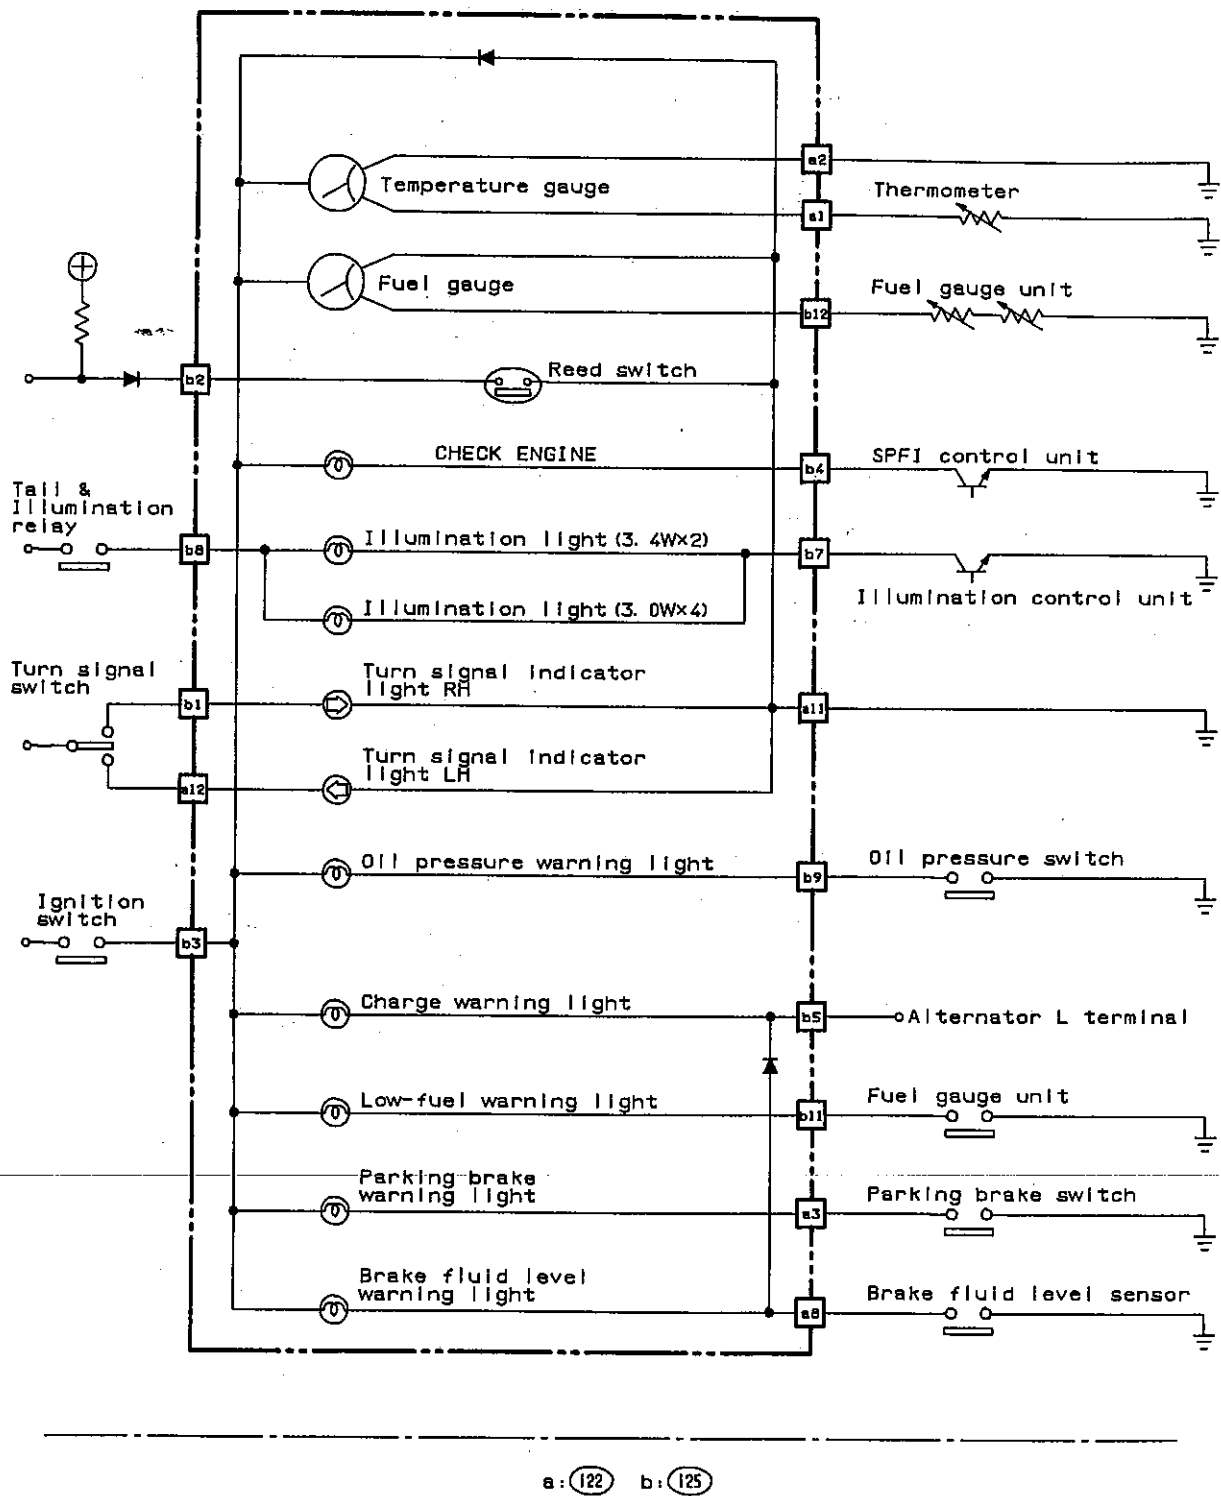 a2
Temperature gauge
Thermometer
a1
Fuel gauge
Fuel gauge unit
b12
b2
Reed switch
CHECK ENGINE
b4
SPFI control unit
Tail &
Illumination
relay
b8
Illumination light (3. 4W×2)
b7
Illumination light (3. 0W×4)
Illumination control unit
Turn signal
switch
b1
Turn signal indicator
light RH
a11
Turn signal indicator
light LH
a12
Oil pressure warning light
b9
Oil pressure switch
Ignition
switch
b3
Charge warning light
b5
Alternator L terminal
Low-fuel warning light
b11
Fuel gauge unit
Parking brake
warning light
a3
Parking brake switch
Brake fluid level
warning light
a8
Brake fluid level sensor
a: 122 b: 125